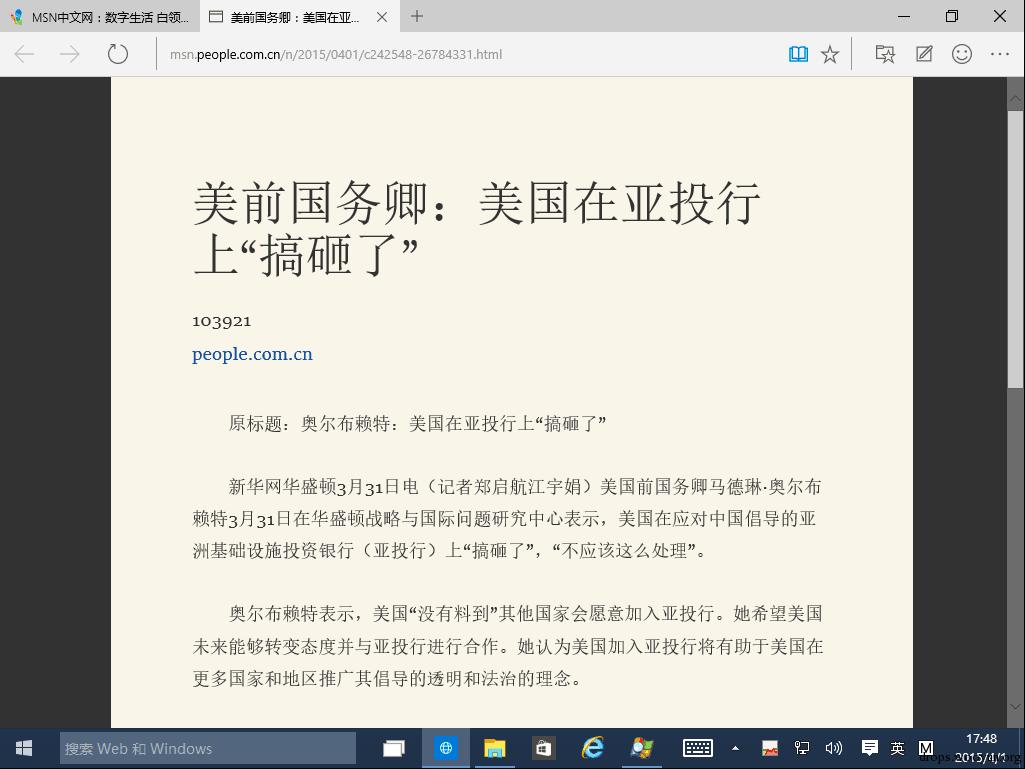 MSN中文网：数字生活 白领...
美前国务卿：美国在亚...
msn.people.com.cn/n/2015/0401/c242548-26784331.html
美前国务卿：美国在亚投行
上“搞砸了”
103921
people.com.cn
原标题：奥尔布赖特：美国在亚投行上“搞砸了”
新华网华盛顿3月31日电（记者郑启航江宇娟）美国前国务卿马德琳·奥尔布
赖特3月31日在华盛顿战略与国际问题研究中心表示，美国在应对中国倡导的亚
洲基础设施投资银行（亚投行）上“搞砸了”，“不应该这么处理”。
奥尔布赖特表示，美国“没有料到”其他国家会愿意加入亚投行。她希望美国
未来能够转变态度并与亚投行进行合作。她认为美国加入亚投行将有助于美国在
更多国家和地区推广其倡导的透明和法治的理念。
搜索 Web 和 Windows
英
M
17:48
2015/4/1